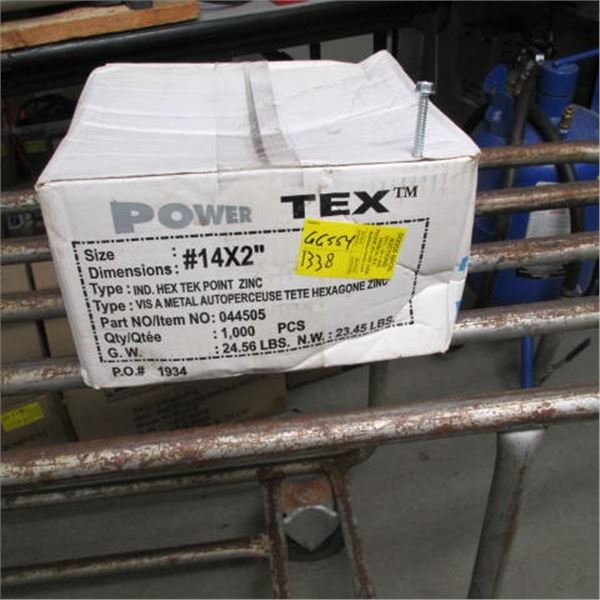 POWER TEX™
Size : #14X2"
Dimensions :
Type : IND. HEX TEK POINT ZINC
Type : VIS A METAL AUTOPERCEUSE TETE HEXAGONE ZINC
Part NO/Item NO: 044505
Qty/Qtée : 1,000 PCS
G. W. : 24.56 LBS. N.W. : 23.45 LBS.
P.O.# 1934
GG554
1338